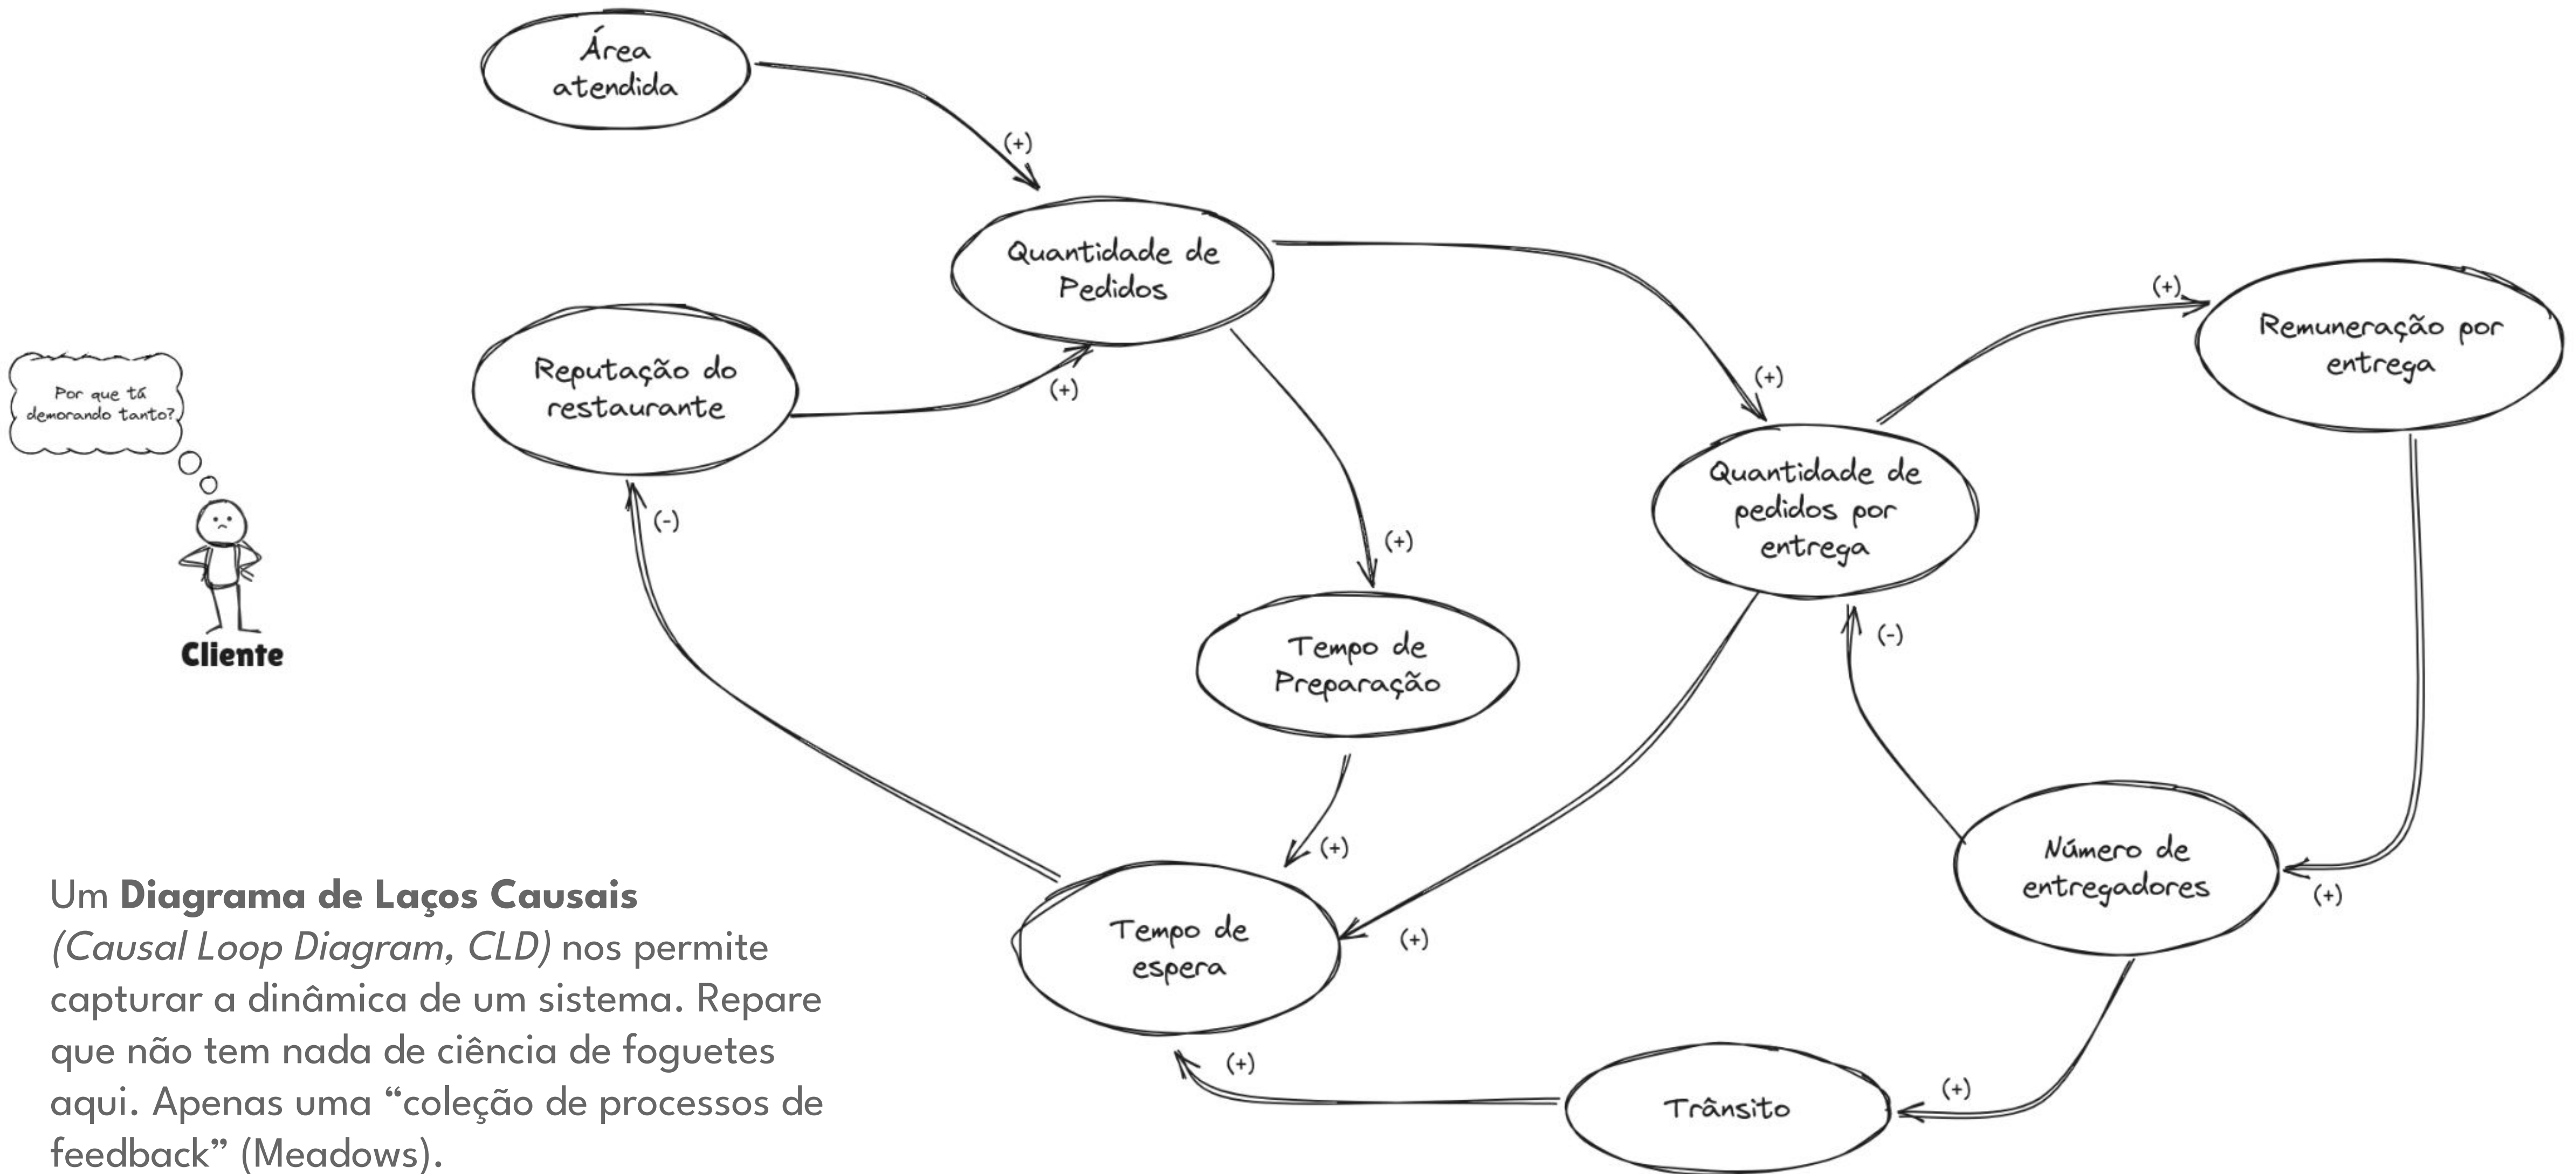 Área
atendida
(+)
Quantidade de
Pedidos
(+)
Remuneração por
entrega
Reputação do
restaurante
(+)
(+)
Por que tá
demorando tanto?
Cliente
(-)
Quantidade de
pedidos por
entrega
(+)
(-)
Tempo de
Preparação
(+)
Número de
entregadores
(+)
Tempo de
espera
(+)
(+)
Trânsito
(+)
Um Diagrama de Laços Causais
(Causal Loop Diagram, CLD) nos permite
capturar a dinâmica de um sistema. Repare
que não tem nada de ciência de foguetes
aqui. Apenas uma “coleção de processos de
feedback” (Meadows).